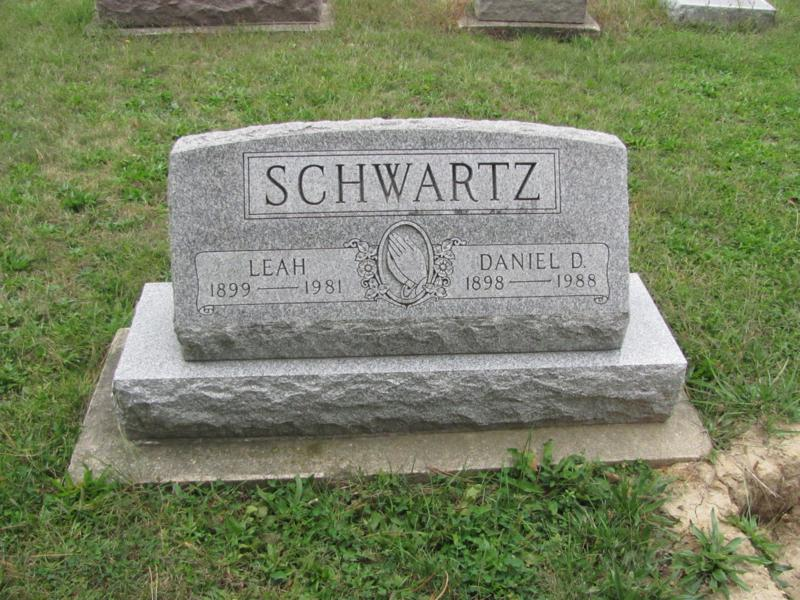 SCHWARTZ
LEAH
1899 — 1981
DANIEL D.
1898 — 1988